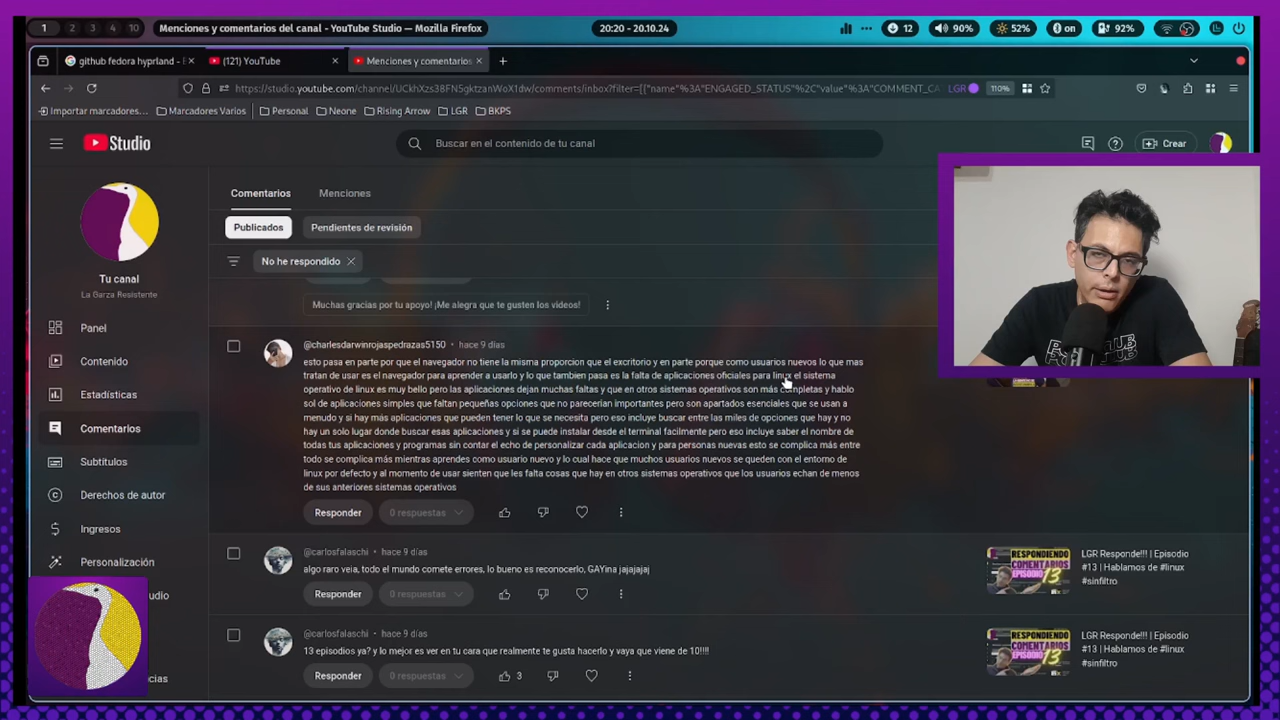 1 2 3 4 10 Menciones y comentarios del canal - YouTube Studio — Mozilla Firefox 20:20 - 20.10.24 12 90% 52% on 92%
github fedora hyprland - (121) YouTube Menciones y comentarios
https://studio.youtube.com/channel/UCkhXzs38FN5gktzanWoX1dw/comments/inbox?filter=[{"name"%3A"ENGAGED_STATUS"%2C"value"%3A"COMMENT_CA LGR 110%
Importar marcadores... Marcadores Varios Personal Neone Rising Arrow LGR BKPS
Studio Buscar en el contenido de tu canal Crear
Comentarios Menciones
Publicados Pendientes de revisión
No he respondido
Tu canal
La Garza Resistente
Panel
Contenido
Estadísticas
Comentarios
Subtítulos
Derechos de autor
Ingresos
Personalización
Muchas gracias por tu apoyo! ¡Me alegra que te gusten los videos!
@charlesdarwinrojaspedrazas5150 • hace 9 días
esto pasa en parte por que el navegador no tiene la misma proporcion que el excritorio y en parte porque como usuarios nuevos lo que mas
tratan de usar es el navegador para aprender a usarlo y lo que tambien pasa es la falta de aplicaciones oficiales para linux el sistema
operativo de linux es muy bello pero las aplicaciones dejan muchas faltas y que en otros sistemas operativos son más completas y hablo
sol de aplicaciones simples que faltan pequeñas opciones que no parecerían importantes pero son apartados esenciales que se usan a
menudo y si hay más aplicaciones que pueden tener lo que se necesita pero eso incluye buscar entre las miles de opciones que hay y no
hay un solo lugar donde buscar esas aplicaciones y si se puede instalar desde el terminal facilmente pero eso incluye saber el nombre de
todas tus aplicaciones y programas sin contar el echo de personalizar cada aplicacion y para personas nuevas esto se complica más entre
todo se complica más mientras aprendes como usuario nuevo y lo cual hace que muchos usuarios nuevos se queden con el entorno de
linux por defecto y al momento de usar sienten que les falta cosas que hay en otros sistemas operativos que los usuarios echan de menos
de sus anteriores sistemas operativos
Responder 0 respuestas
@carlosfalaschi • hace 9 días
algo raro veia, todo el mundo comete errores, lo bueno es reconocerlo, GAYina jajajajaj
Responder 0 respuestas
RESPONDIENDO
EPISODIO
13
LGR Responde!!! | Episodio
#13 | Hablamos de #linux
#sinfiltro
@carlosfalaschi • hace 9 días
13 episodios ya? y lo mejor es ver en tu cara que realmente te gusta hacerlo y vaya que viene de 10!!!!
Responder 0 respuestas 3
RESPONDIENDO
EPISODIO
13
LGR Responde!!! | Episodio
#13 | Hablamos de #linux
#sinfiltro